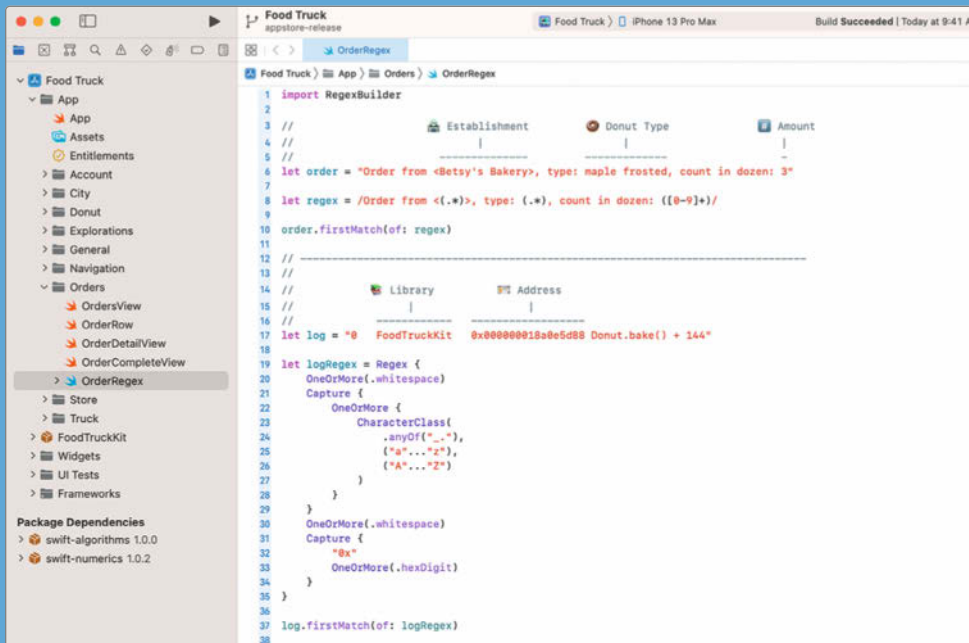 Food Truck
appstore-release
Food Truck 〉 iPhone 13 Pro Max
Build Succeeded | Today at 9:41 A
OrderRegex
Food Truck 〉 App 〉 Orders 〉 OrderRegex
Food Truck
App
App
Assets
Entitlements
Account
City
Donut
Explorations
General
Navigation
Orders
OrdersView
OrderRow
OrderDetailView
OrderCompleteView
OrderRegex
Store
Truck
FoodTruckKit
Widgets
UI Tests
Frameworks
Package Dependencies
swift-algorithms 1.0.0
swift-numerics 1.0.2
1 import RegexBuilder
2
3 // 🏪 Establishment 🍩 Donut Type #️⃣ Amount
4 // | | |
5 // -------------- ------------- -
6 let order = "Order from <Betsy's Bakery>, type: maple frosted, count in dozen: 3"
7
8 let regex = /Order from <(.*)>, type: (.*), count in dozen: ([0-9]+)/
9
10 order.firstMatch(of: regex)
11
12 // --------------------------------------------------------------------------------
13 //
14 // 📚 Library 🗺️ Address
15 // | |
16 // ------------ ------------------
17 let log = "0 FoodTruckKit 0x000000018a0e5d88 Donut.bake() + 144"
18
19 let logRegex = Regex {
20 OneOrMore(.whitespace)
21 Capture {
22 OneOrMore {
23 CharacterClass(
24 .anyOf("_."),
25 ("a"..."z"),
26 ("A"..."Z")
27 )
28 }
29 }
30 OneOrMore(.whitespace)
31 Capture {
32 "0x"
33 OneOrMore(.hexDigit)
34 }
35 }
36
37 log.firstMatch(of: logRegex)
38